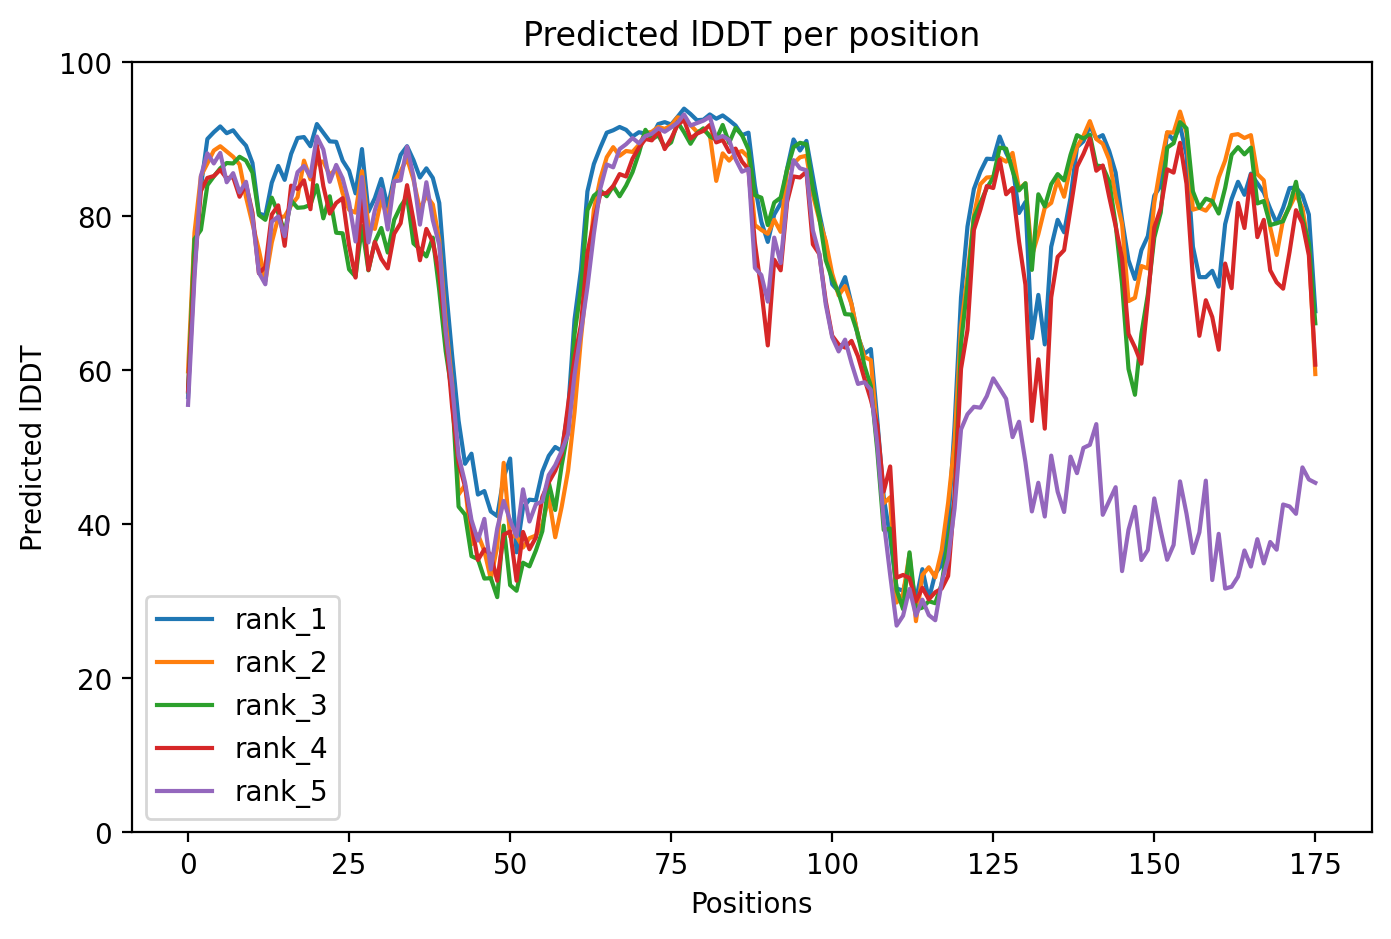 Predicted lDDT per position
100
80
60
40
20
0
Predicted lDDT
rank_1
rank_2
rank_3
rank_4
rank_5
0 25 50 75 100 125 150 175
Positions